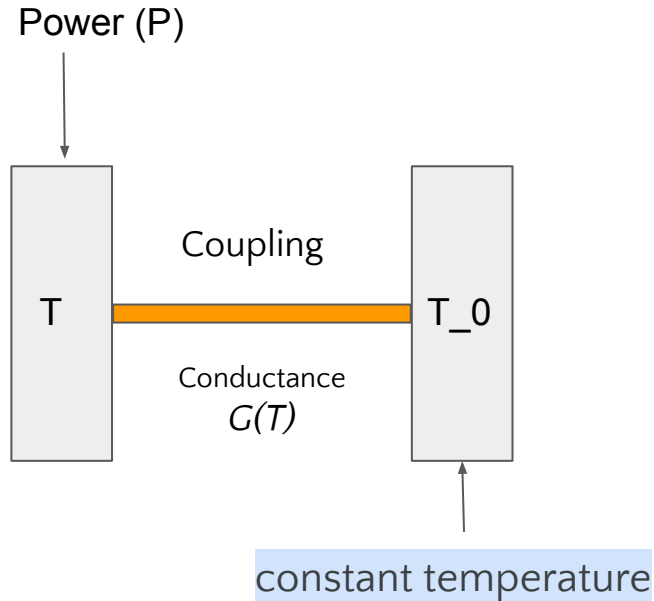 Power (P)
Coupling
T
T_0
Conductance
G(T)
constant temperature